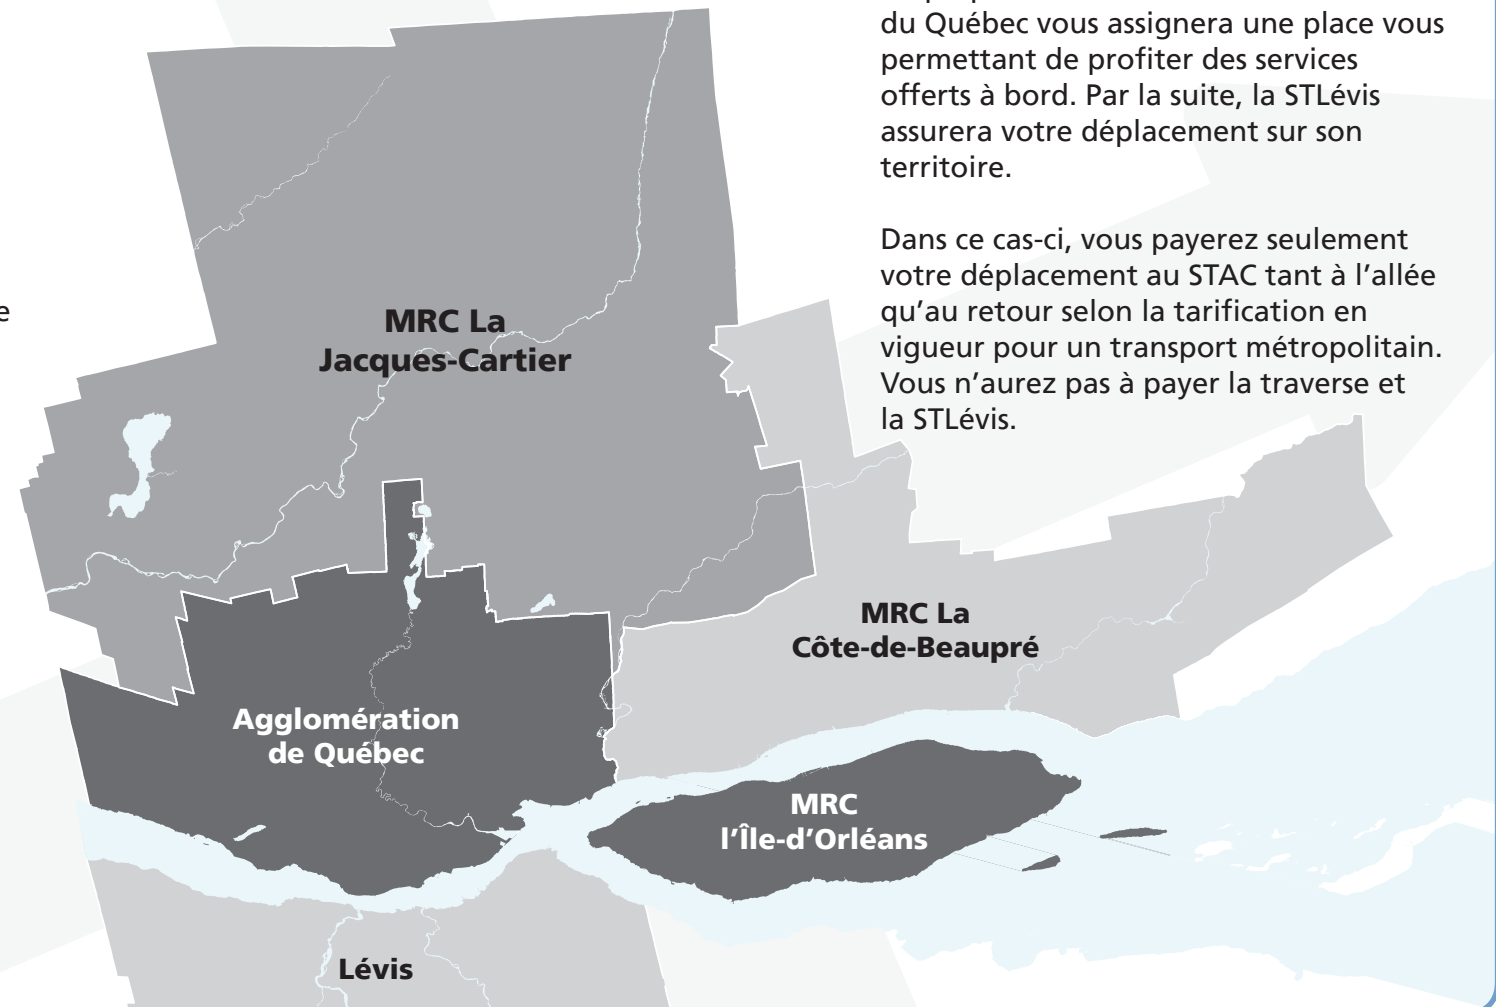 du Québec vous assignera une place vous
permettant de profiter des services
offerts à bord. Par la suite, la STLévis
assurera votre déplacement sur son
territoire.
Dans ce cas-ci, vous payerez seulement
votre déplacement au STAC tant à l’allée
qu’au retour selon la tarification en
vigueur pour un transport métropolitain.
Vous n’aurez pas à payer la traverse et
la STLévis.
e
MRC La
Jacques-Cartier
MRC La
Côte-de-Beaupré
Agglomération
de Québec
MRC
l’Île-d’Orléans
Lévis